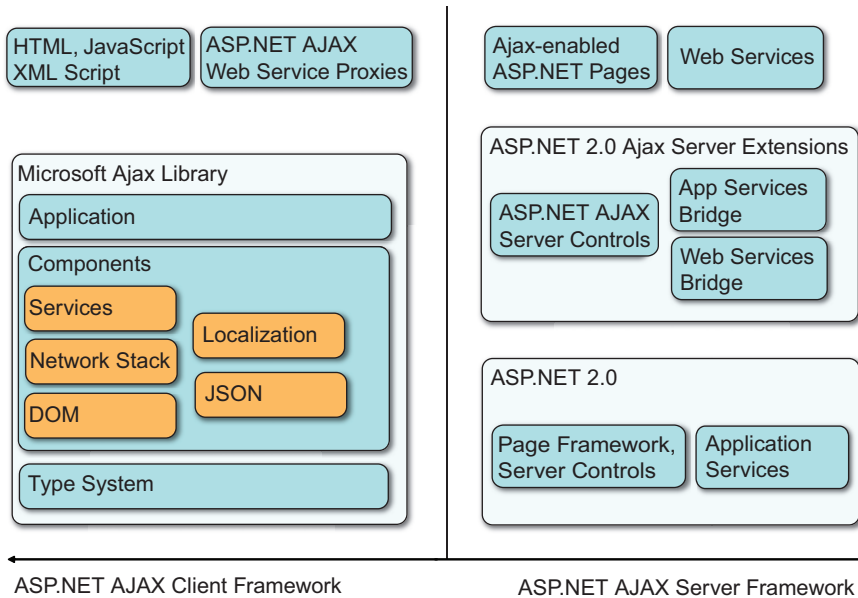 HTML, JavaScript
XML Script
ASP.NET AJAX
Web Service Proxies
Microsoft Ajax Library
Application
Components
Services
Network Stack
DOM
Localization
JSON
Type System
ASP.NET AJAX Client Framework
Ajax-enabled
ASP.NET Pages
Web Services
ASP.NET 2.0 Ajax Server Extensions
ASP.NET AJAX
Server Controls
App Services
Bridge
Web Services
Bridge
ASP.NET 2.0
Page Framework,
Server Controls
Application
Services
ASP.NET AJAX Server Framework